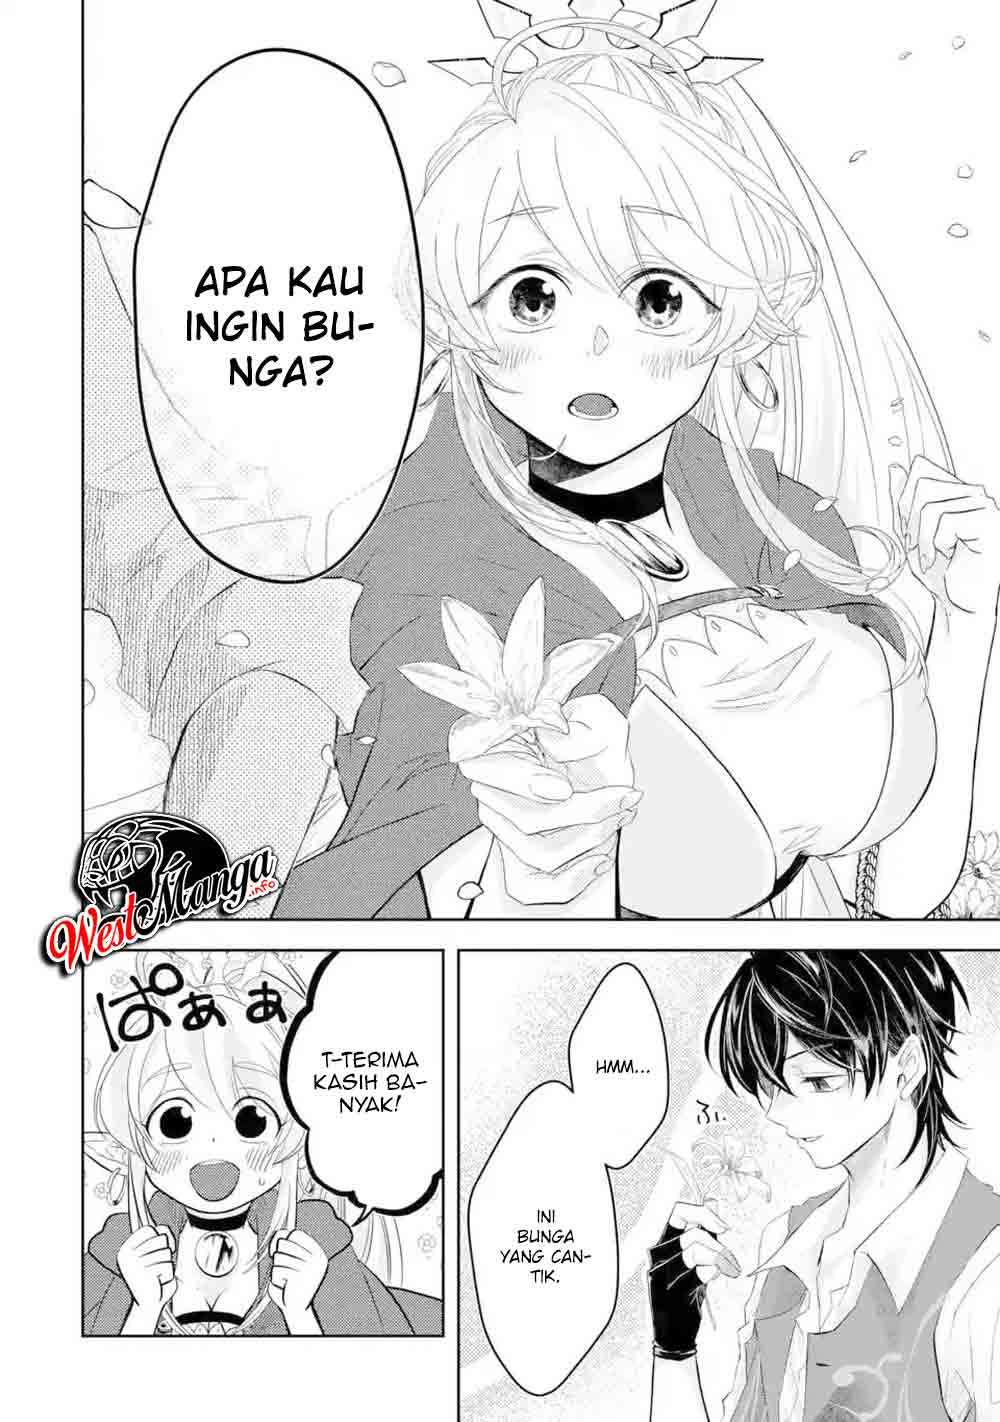 APA KAU
INGIN BU-
NGA?
WestManga
.info
HMM...
ふ
INI
BUNGA
YANG CAN-
TIK.
ぱぁぁ
T-TERIMA
KASIH BA-
NYAK!